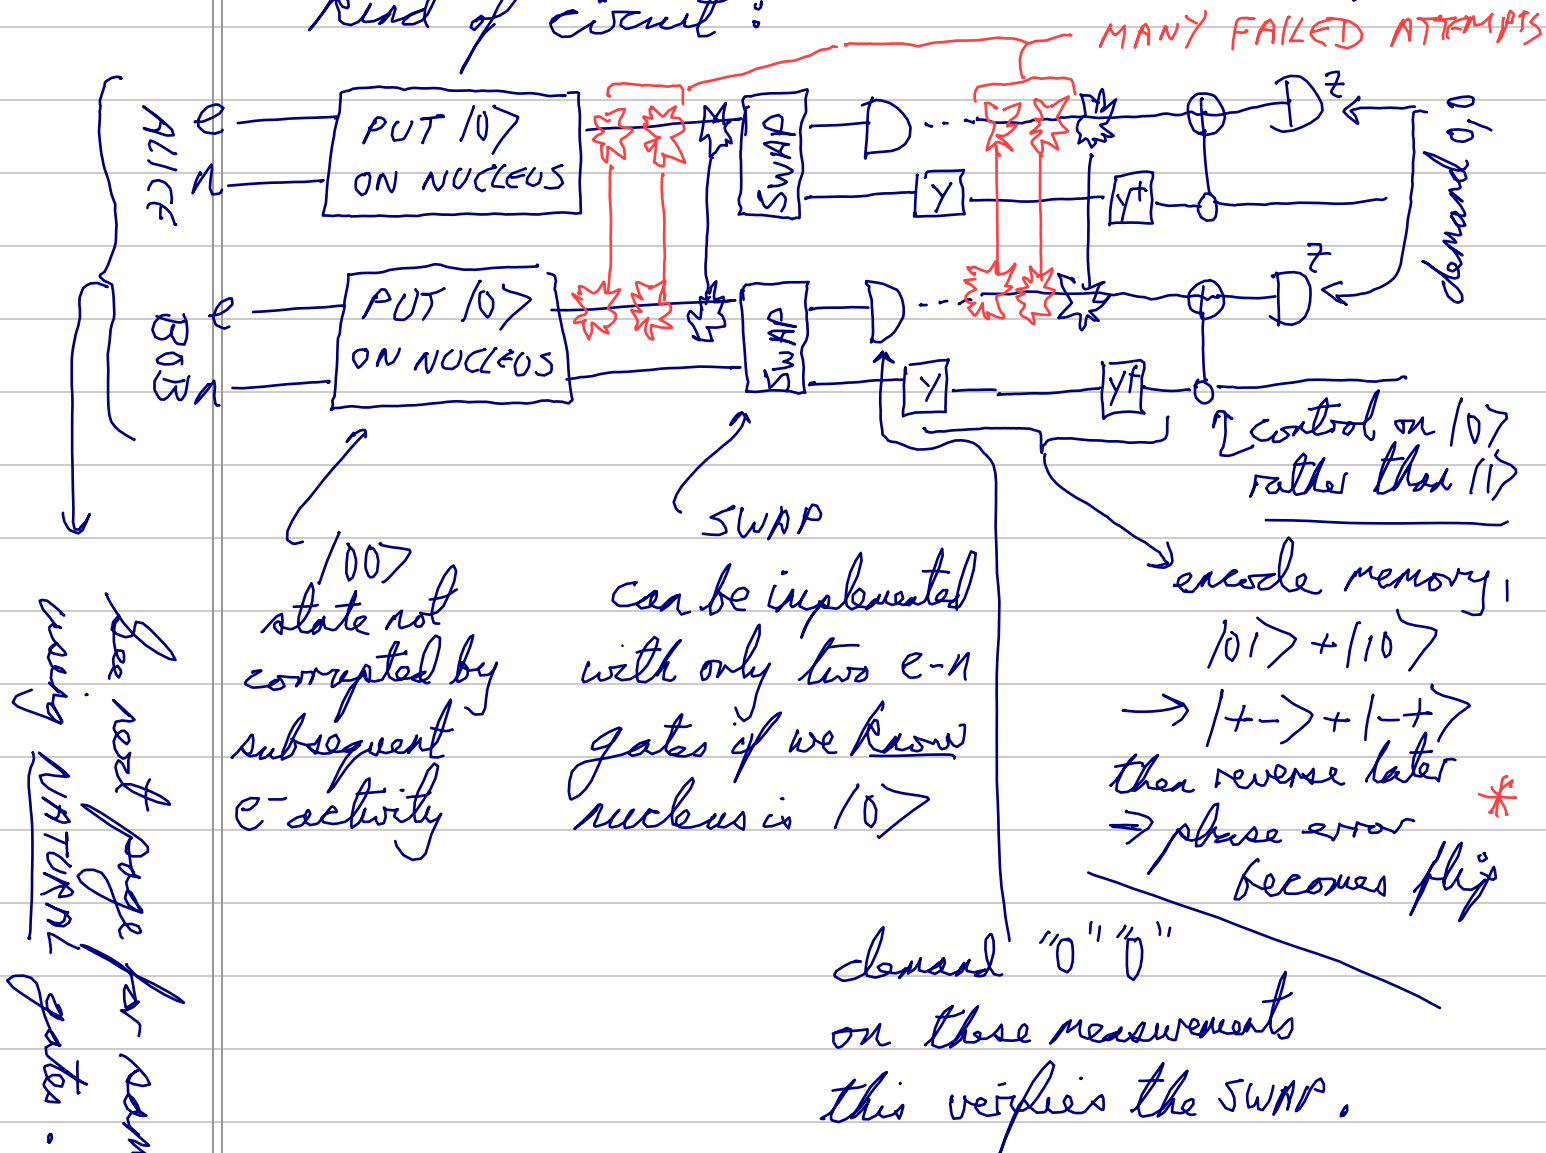 kind of circuit:
MANY FAILED ATTEMPTS
ALICE
e
n
PUT |0>
ON NUCLEUS
SWAP
Y
Y†
Z
demand 0,0
BOB
e
n
PUT |0>
ON NUCLEUS
SWAP
Y
Y†
Z
control on |0>
rather than |1>
|00>
state not
corrupted by
subsequent
e- activity
SWAP
can be implemented
with only two e-n
gates if we know
nucleus is |0>
encode memory,
|01> + |10>
→ |+-> + |-+>
then reverse later
⇒ phase error *
becomes flip
demand "0" "0"
on these measurements
this verifies the SWAP.
See next page for som
using NATURAL gates.